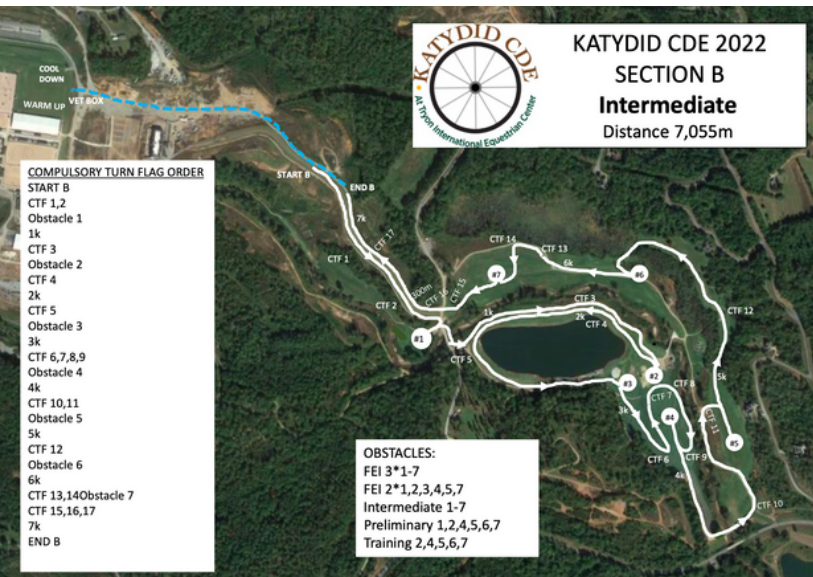 KATYDID CDE
At Tryon International Equestrian Center
KATYDID CDE 2022
SECTION B
Intermediate
Distance 7,055m
COOL
DOWN
WARM UP
VET BOX
START B
END B
7k
CTF 17
CTF 1
CTF 2
300m
CTF 16
CTF 15
CTF 14
CTF 13
6k
#7
#6
#1
1k
CTF 3
2k
CTF 4
CTF 5
CTF 12
#2
#3
3k
CTF 8
CTF 7
#4
5k
CTF 11
#5
CTF 6
CTF 9
4k
CTF 10
COMPULSORY TURN FLAG ORDER
START B
CTF 1,2
Obstacle 1
1k
CTF 3
Obstacle 2
CTF 4
2k
CTF 5
Obstacle 3
3k
CTF 6,7,8,9
Obstacle 4
4k
CTF 10,11
Obstacle 5
5k
CTF 12
Obstacle 6
6k
CTF 13,14Obstacle 7
CTF 15,16,17
7k
END B
OBSTACLES:
FEI 3*1-7
FEI 2*1,2,3,4,5,7
Intermediate 1-7
Preliminary 1,2,4,5,6,7
Training 2,4,5,6,7